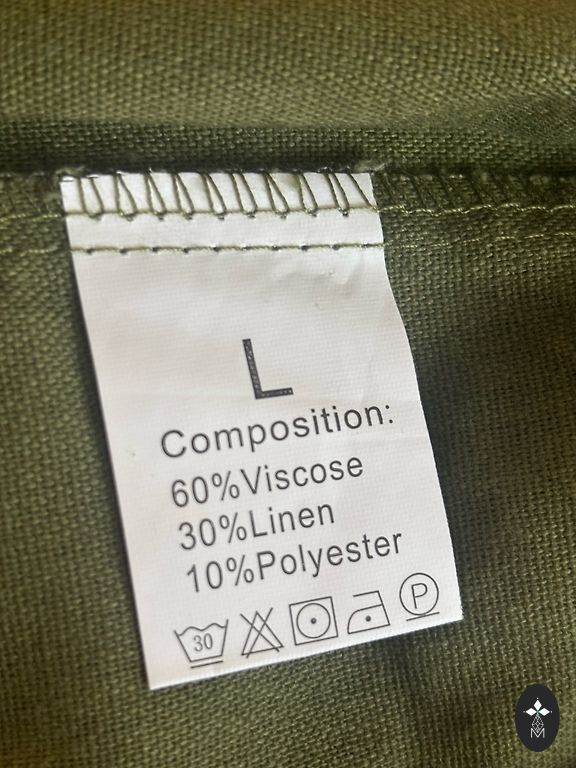 L
Composition:
60%Viscose
30%Linen
10%Polyester
30 P
M